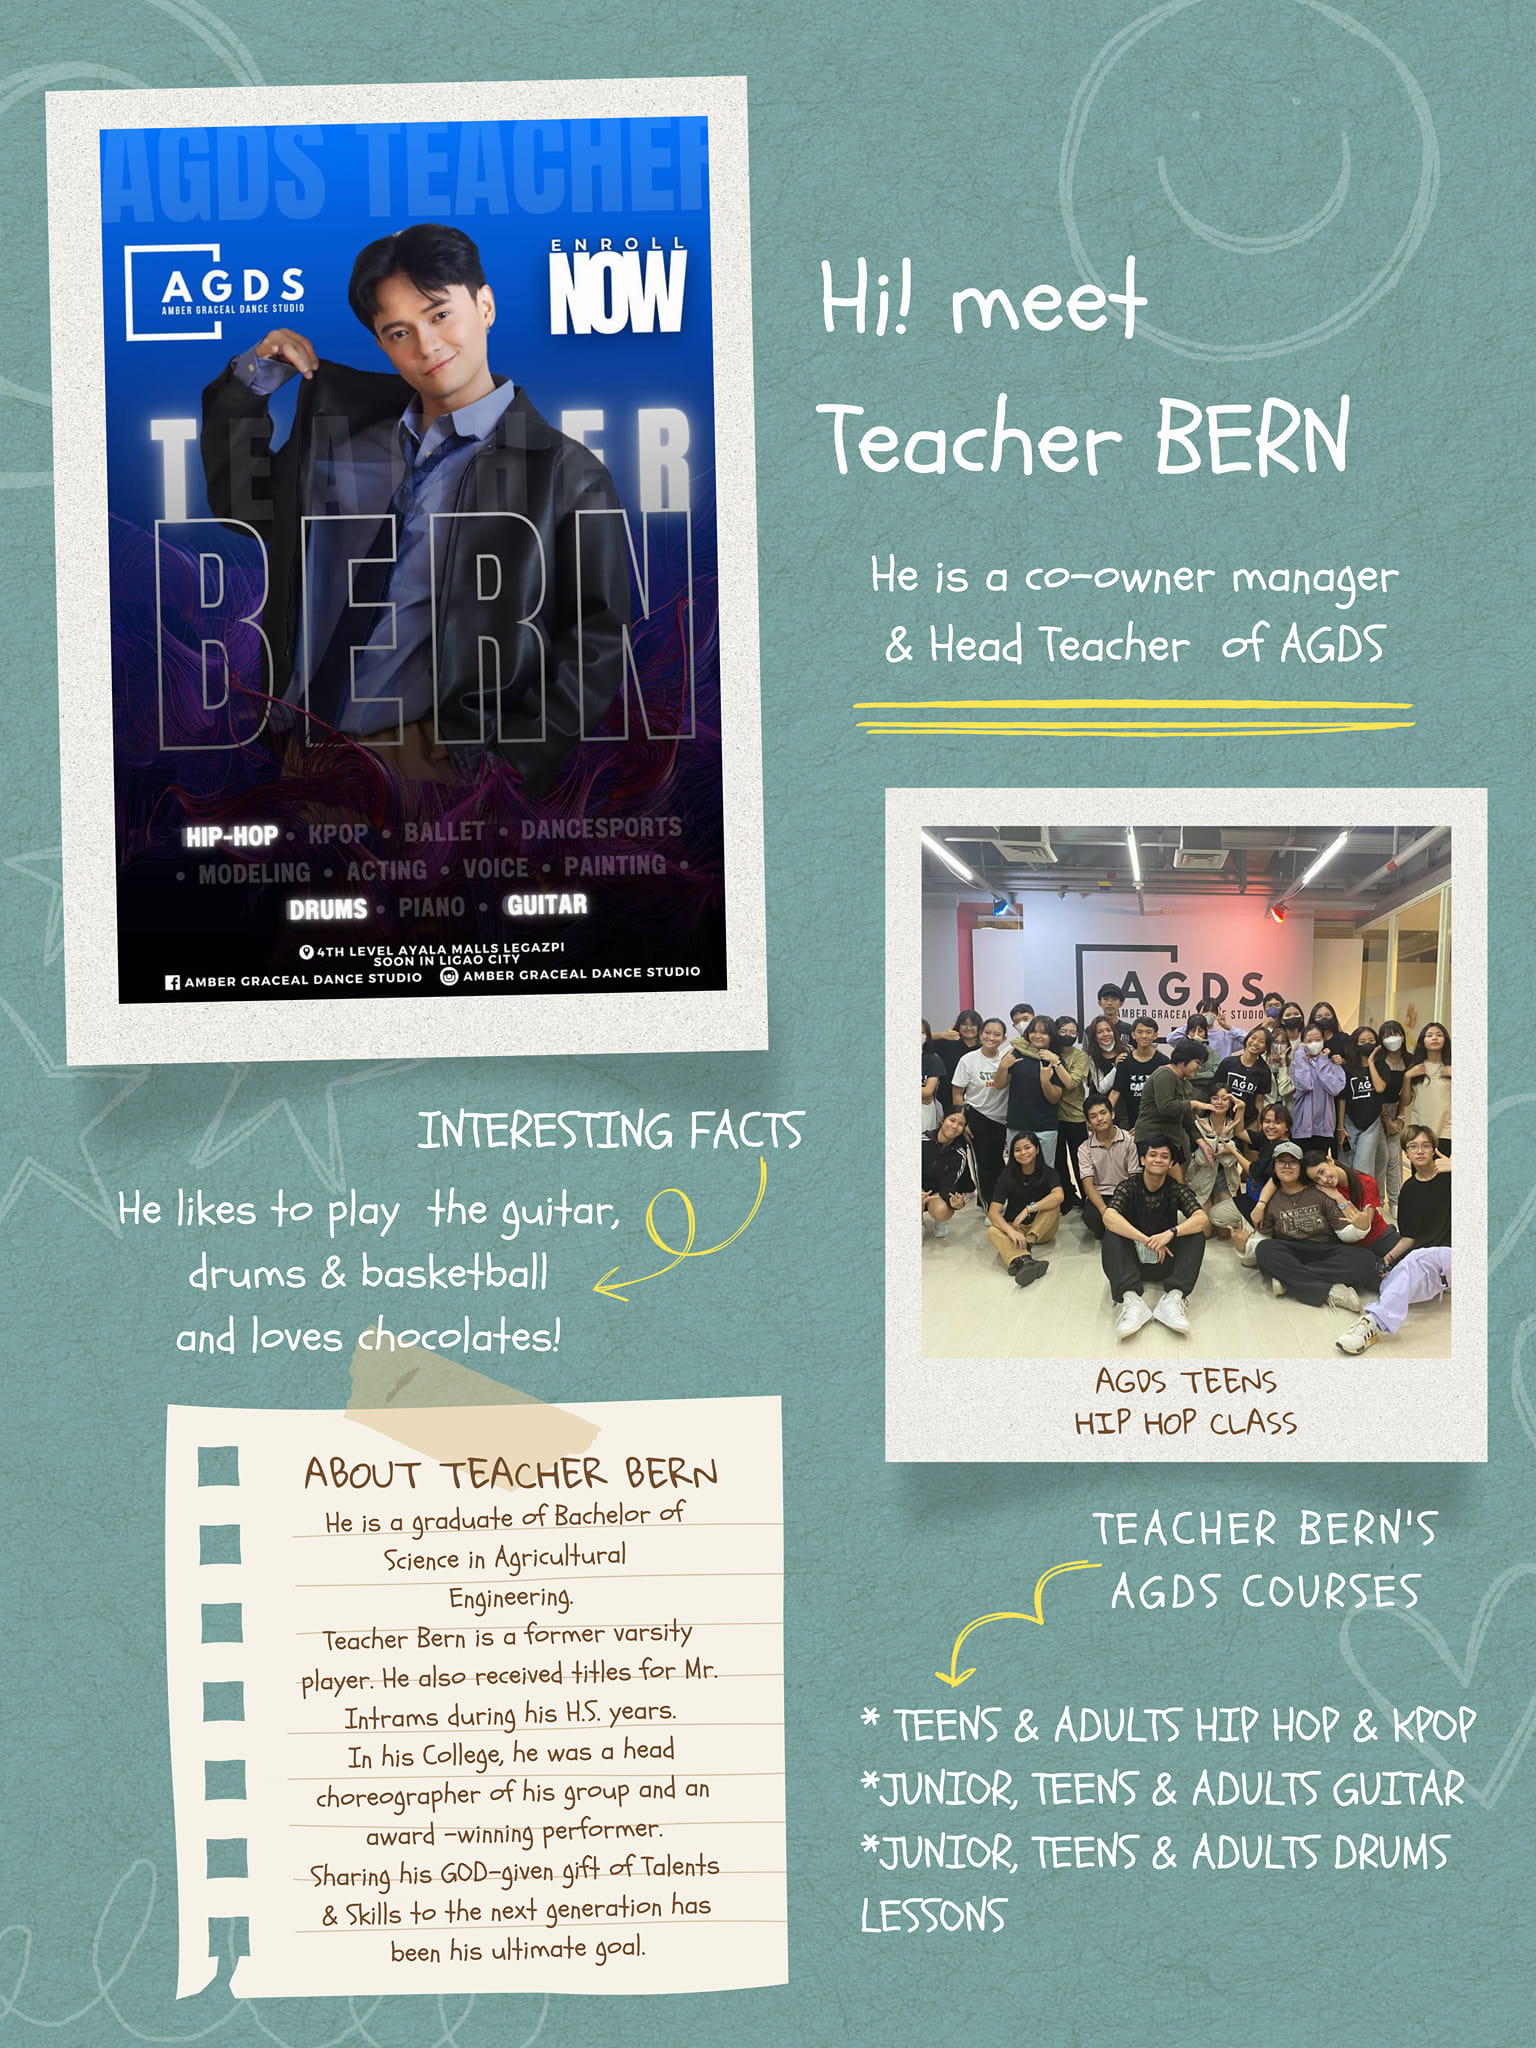 AGDS TEACHER
AGDS
AMBER GRACEAL DANCE STUDIO
ENROLL
NOW
TEACHER
BERN
HIP-HOP • KPOP • BALLET • DANCESPORTS
• MODELING • ACTING • VOICE • PAINTING •
DRUMS • PIANO • GUITAR
4TH LEVEL AYALA MALLS LEGAZPI
SOON IN LIGAO CITY
AMBER GRACEAL DANCE STUDIO AMBER GRACEAL DANCE STUDIO
Hi! meet
Teacher BERN
He is a co-owner manager
& Head Teacher of AGDS
AGDS
AMBER GRACEAL STUDIO
AGDS
AGDS TEENS
HIP HOP CLASS
INTERESTING FACTS
He likes to play the guitar,
drums & basketball
and loves chocolates!
ABOUT TEACHER BERN
He is a graduate of Bachelor of
Science in Agricultural
Engineering.
Teacher Bern is a former varsity
player. He also received titles for Mr.
Intrams during his H.S. years.
In his College, he was a head
choreographer of his group and an
award -winning performer.
Sharing his GOD-given gift of Talents
& Skills to the next generation has
been his ultimate goal.
TEACHER BERN'S
AGDS COURSES
* TEENS & ADULTS HIP HOP & KPOP
*JUNIOR, TEENS & ADULTS GUITAR
*JUNIOR, TEENS & ADULTS DRUMS
LESSONS